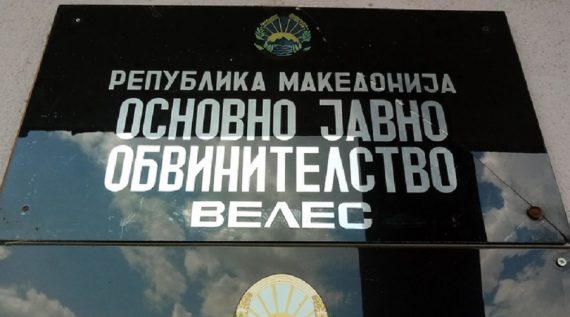 РЕПУБЛИКА МАКЕДОНИЈА
ОСНОВНО ЈАВНО
ОБВИНИТЕЛСТВО
ВЕЛЕС